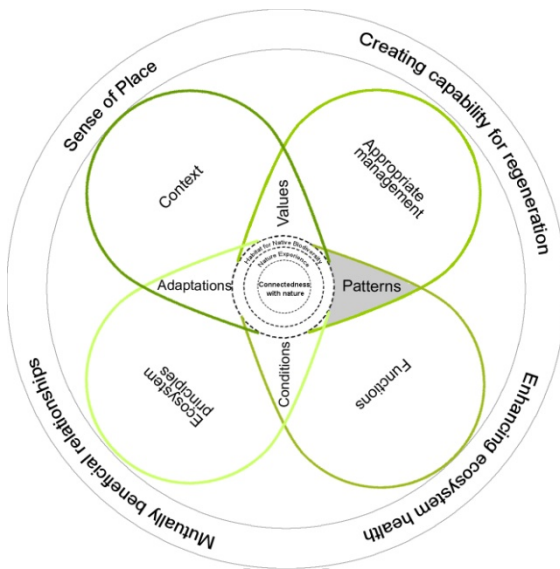 Sense of Place
Creating capability for regeneration
Context
Appropriate
management
Values
Habitat for Native Biodiversity
Nature Experience
Connectedness
with nature
Adaptations
Patterns
Conditions
Ecosystem
principles
Functions
Mutually beneficial relationships
Enhancing ecosystem health